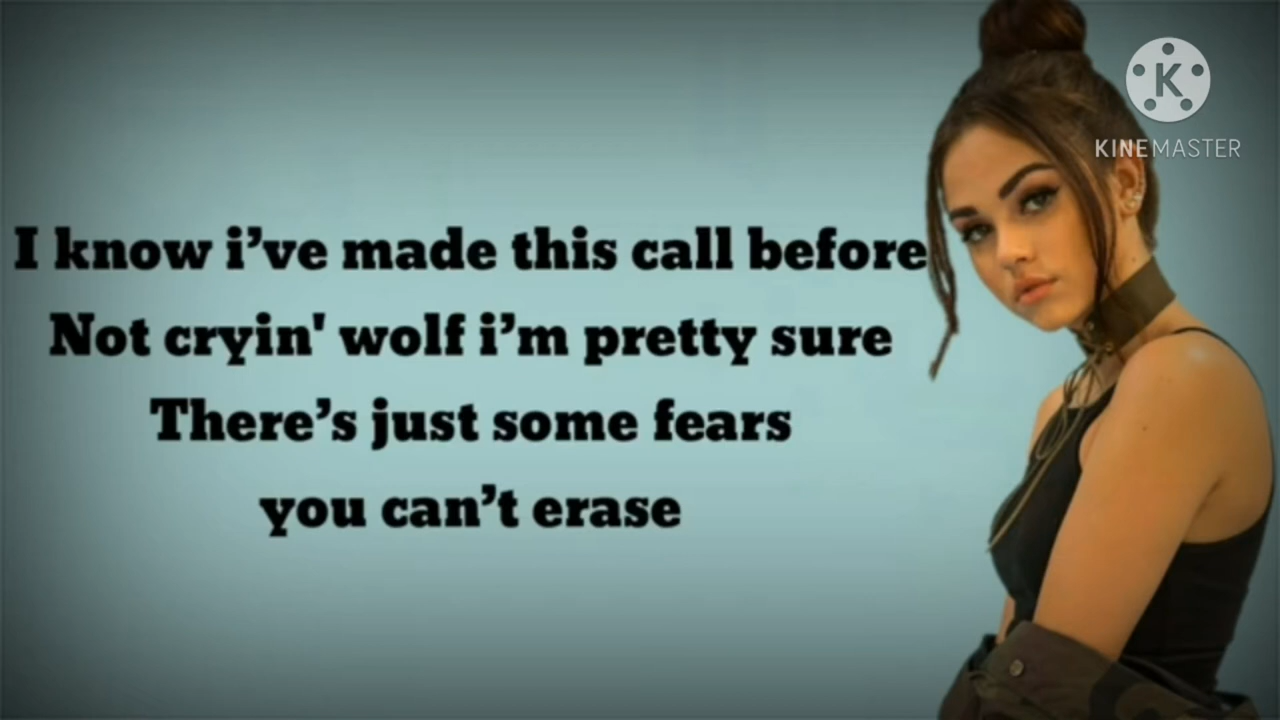 I know i’ve made this call before
Not cryin' wolf i’m pretty sure
There’s just some fears
you can’t erase
K
KINEMASTER